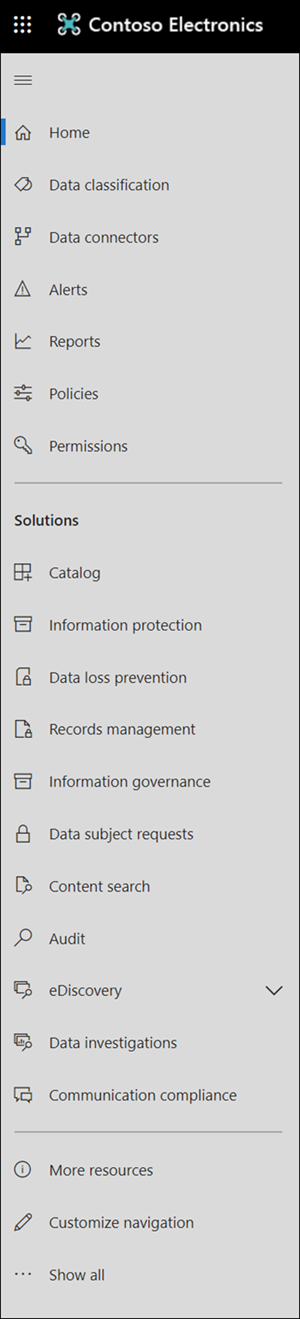 Contoso Electronics
Home
Data classification
Data connectors
Alerts
Reports
Policies
Permissions
Solutions
Catalog
Information protection
Data loss prevention
Records management
Information governance
Data subject requests
Content search
Audit
eDiscovery
Data investigations
Communication compliance
More resources
Customize navigation
Show all